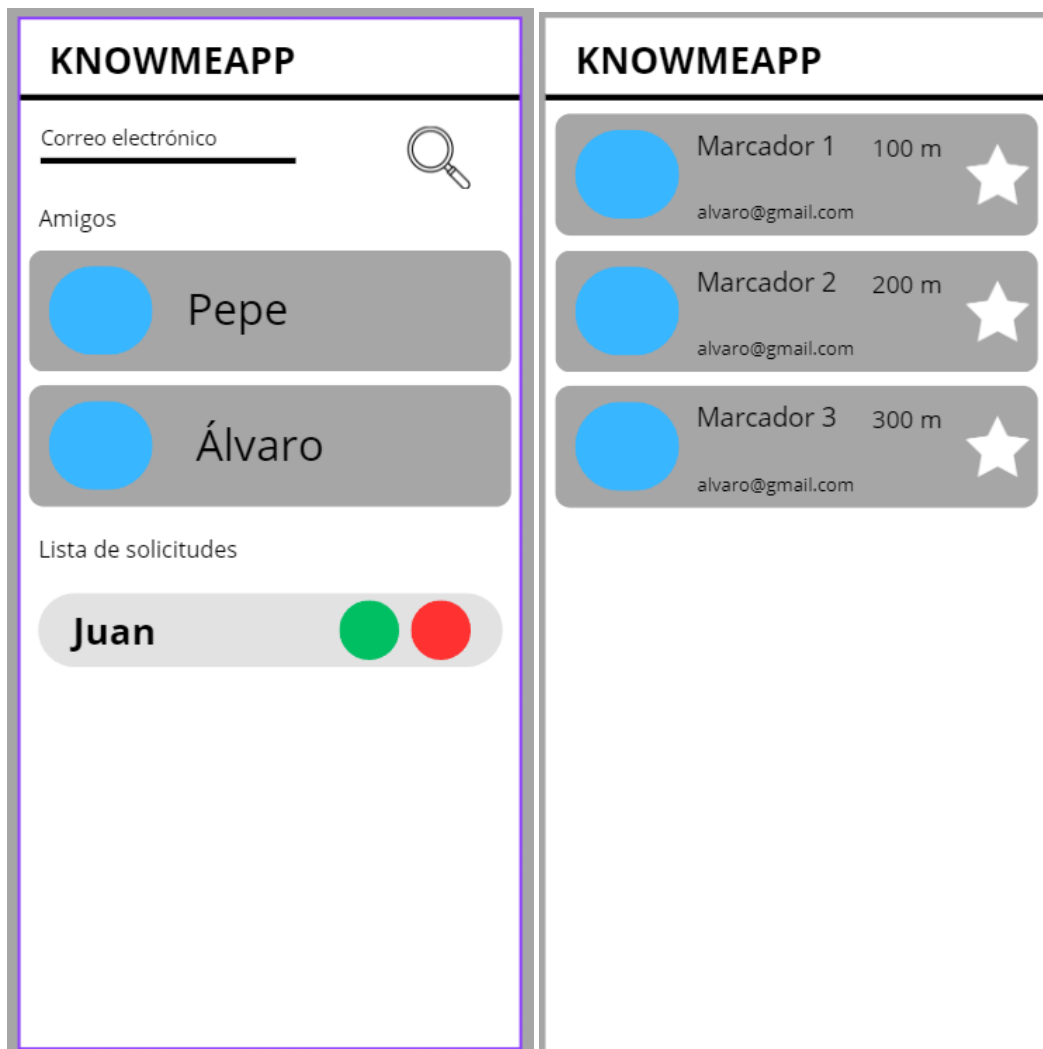 KNOWMEAPP
Correo electrónico
Amigos
Pepe
Álvaro
Lista de solicitudes
Juan
KNOWMEAPP
Marcador 1 100 m
alvaro@gmail.com
Marcador 2 200 m
alvaro@gmail.com
Marcador 3 300 m
alvaro@gmail.com